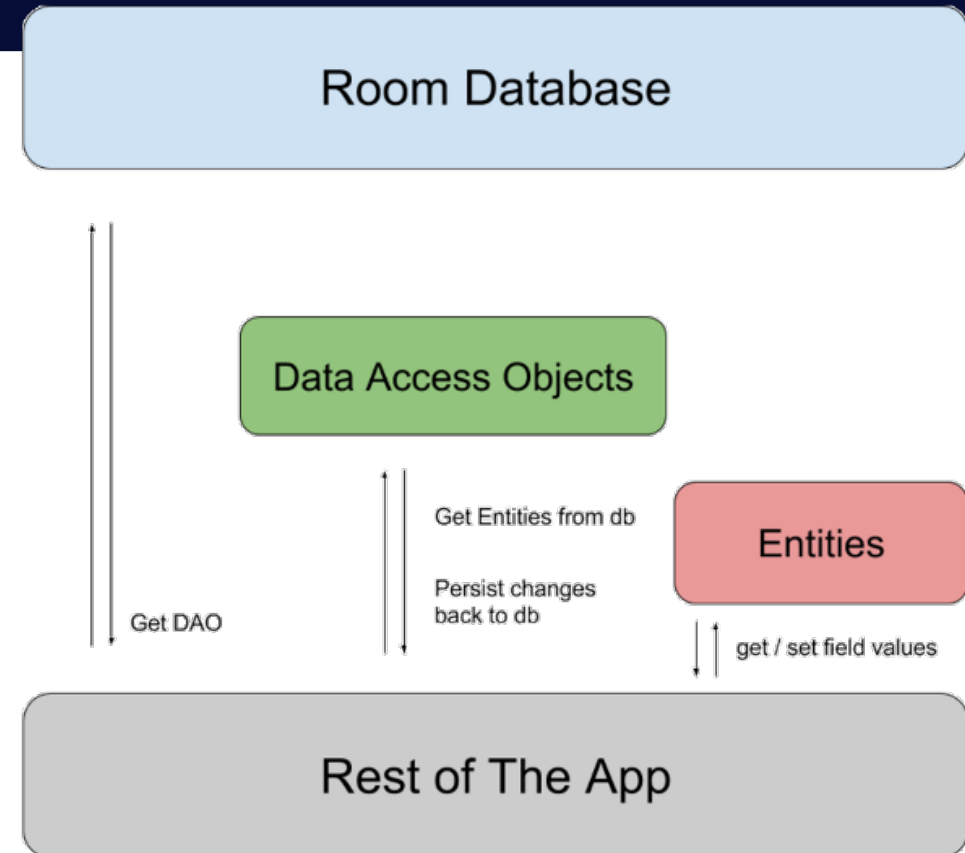 Room Database
Data Access Objects
Get Entities from db
Persist changes
back to db
Entities
Get DAO
get / set field values
Rest of The App